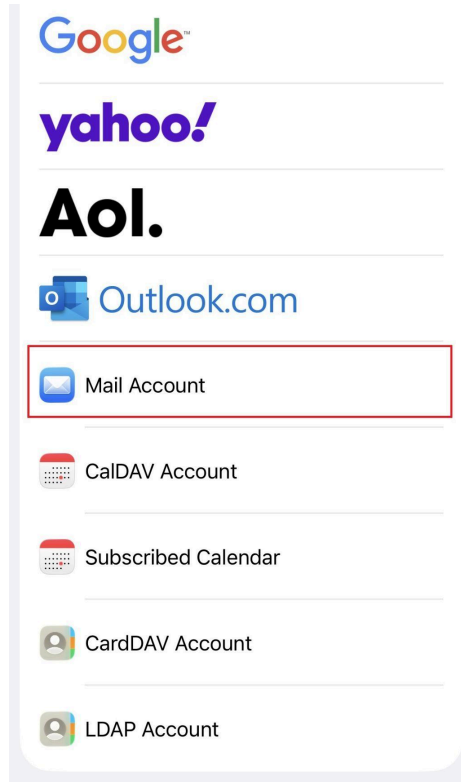 Google
yahoo!
Aol.
Outlook.com
Mail Account
CalDAV Account
Subscribed Calendar
CardDAV Account
LDAP Account